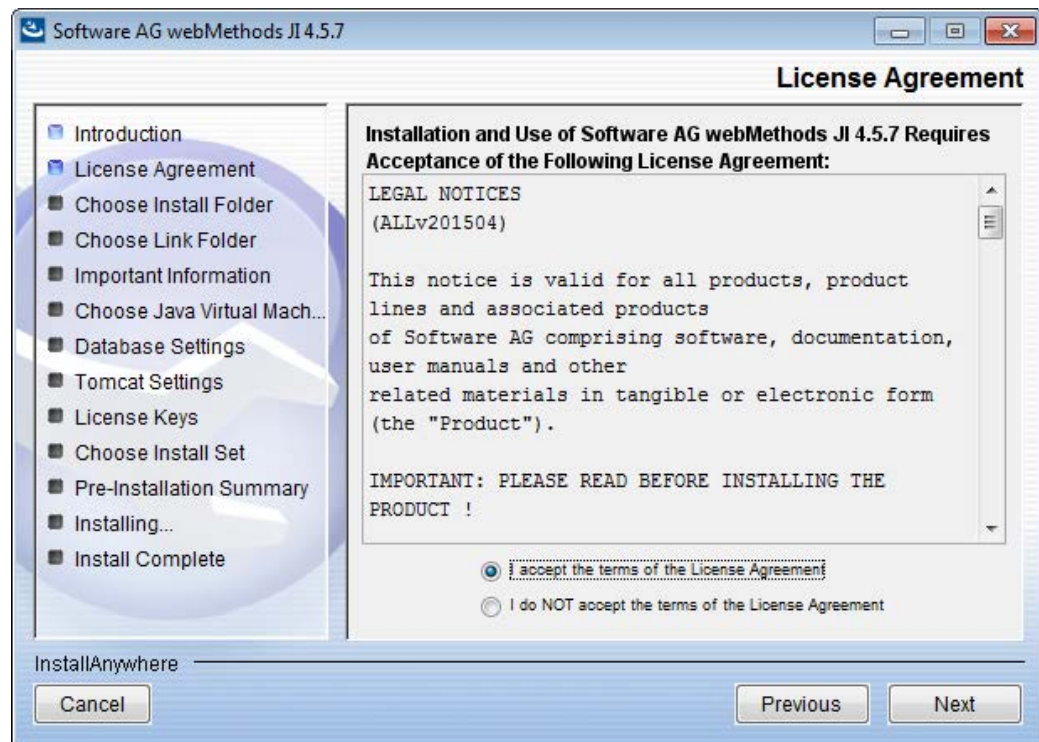 Software AG webMethods JI 4.5.7
License Agreement
Introduction
License Agreement
Choose Install Folder
Choose Link Folder
Important Information
Choose Java Virtual Mach...
Database Settings
Tomcat Settings
License Keys
Choose Install Set
Pre-Installation Summary
Installing...
Install Complete
Installation and Use of Software AG webMethods JI 4.5.7 Requires
Acceptance of the Following License Agreement:
LEGAL NOTICES
(ALLv201504)
This notice is valid for all products, product
lines and associated products
of Software AG comprising software, documentation,
user manuals and other
related materials in tangible or electronic form
(the "Product").
IMPORTANT: PLEASE READ BEFORE INSTALLING THE
PRODUCT !
I accept the terms of the License Agreement
I do NOT accept the terms of the License Agreement
InstallAnywhere
Cancel
Previous
Next